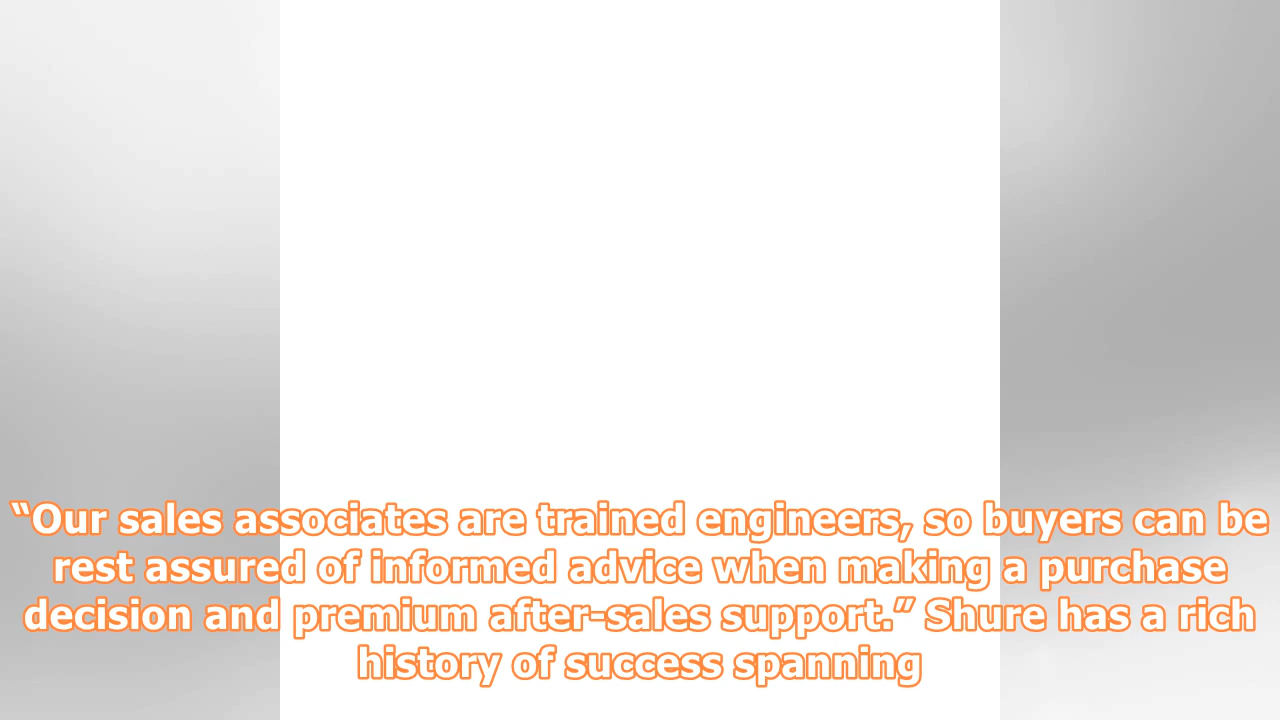 “Our sales associates are trained engineers, so buyers can be
rest assured of informed advice when making a purchase
decision and premium after-sales support.” Shure has a rich
history of success spanning